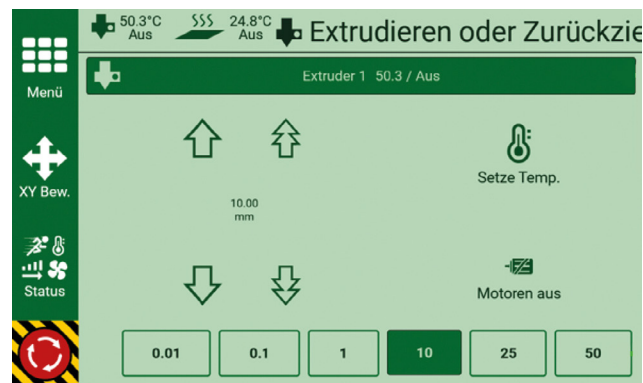 50.3°C
Aus
24.8°C
Aus
Extrudieren oder Zurückzie
Menü
Extruder 1 50.3 / Aus
XY Bew.
Setze Temp.
10.00
mm
Status
Motoren aus
0.01 0.1 1 10 25 50